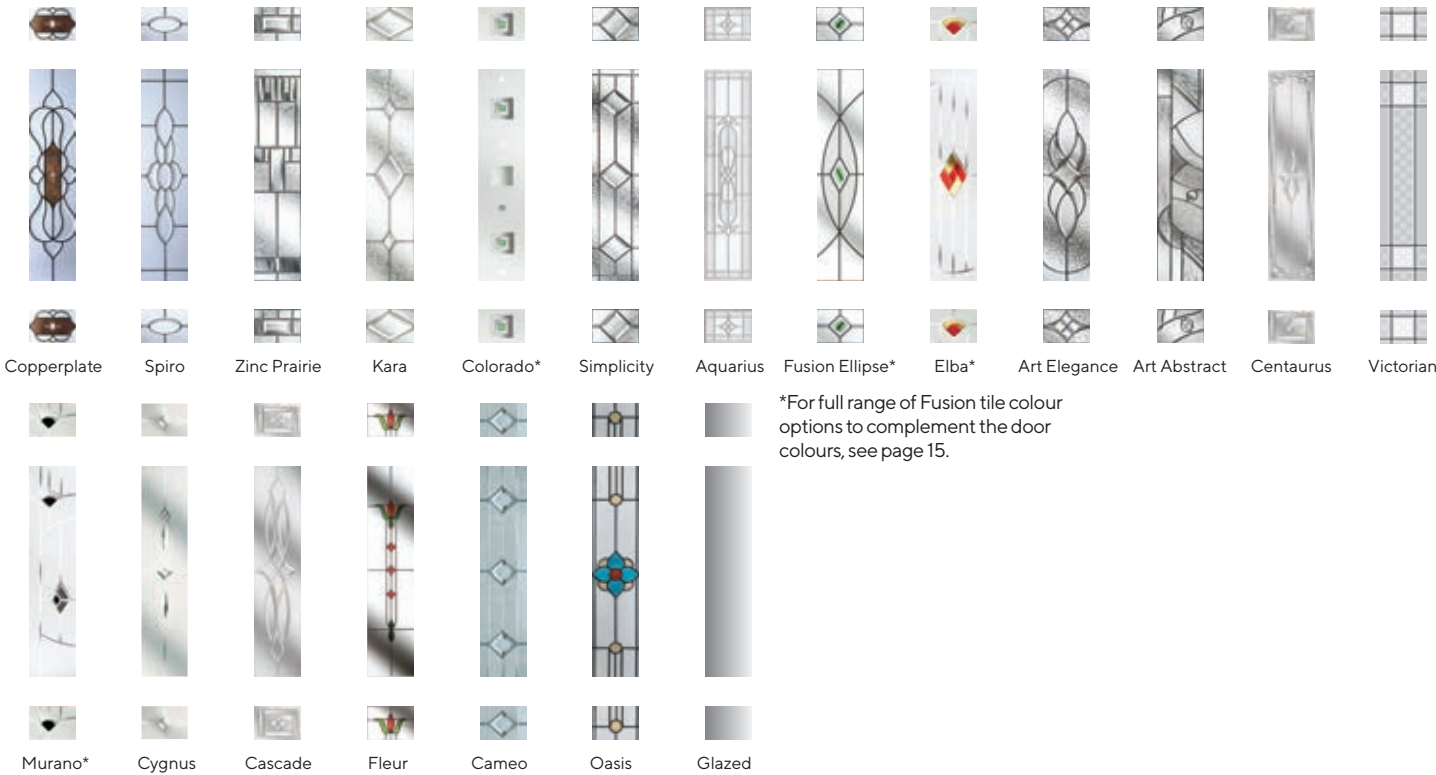 Copperplate Spiro Zinc Prairie Kara Colorado* Simplicity Aquarius Fusion Ellipse* Elba* Art Elegance Art Abstract Centaurus Victorian
*For full range of Fusion tile colour
options to complement the door
colours, see page 15.
Murano* Cygnus Cascade Fleur Cameo Oasis Glazed